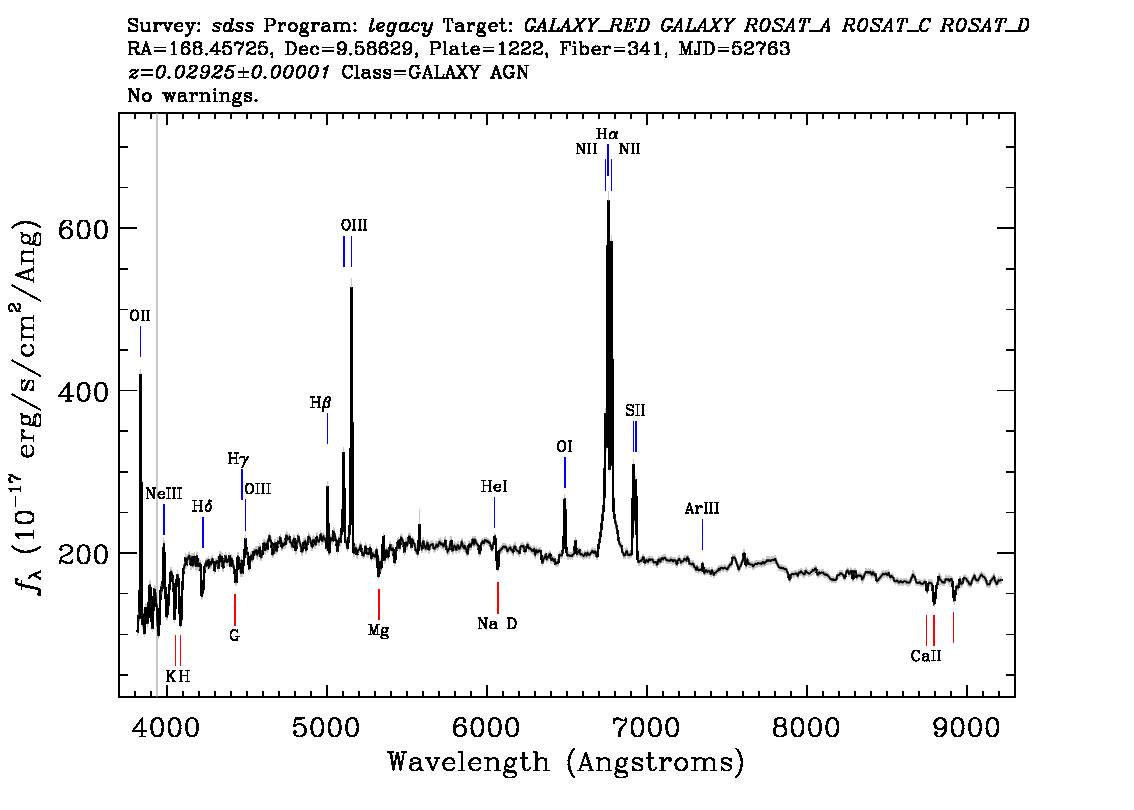 Survey: sdss Program: legacy Target: GALAXY_RED GALAXY ROSAT_A ROSAT_C ROSAT_D
RA=168.45725, Dec=9.58629, Plate=1222, Fiber=341, MJD=52763
z=0.02925±0.00001 Class=GALAXY AGN
No warnings.
Hα
NII NII
OIII
OII
Hβ
SII
OI
Hγ
OIII
NeIII
Hδ
HeI
ArIII
G
Mg
Na D
CaII
K H
600
400
200
f_λ (10^−17 erg/s/cm^2/Ang)
4000 5000 6000 7000 8000 9000
Wavelength (Angstroms)